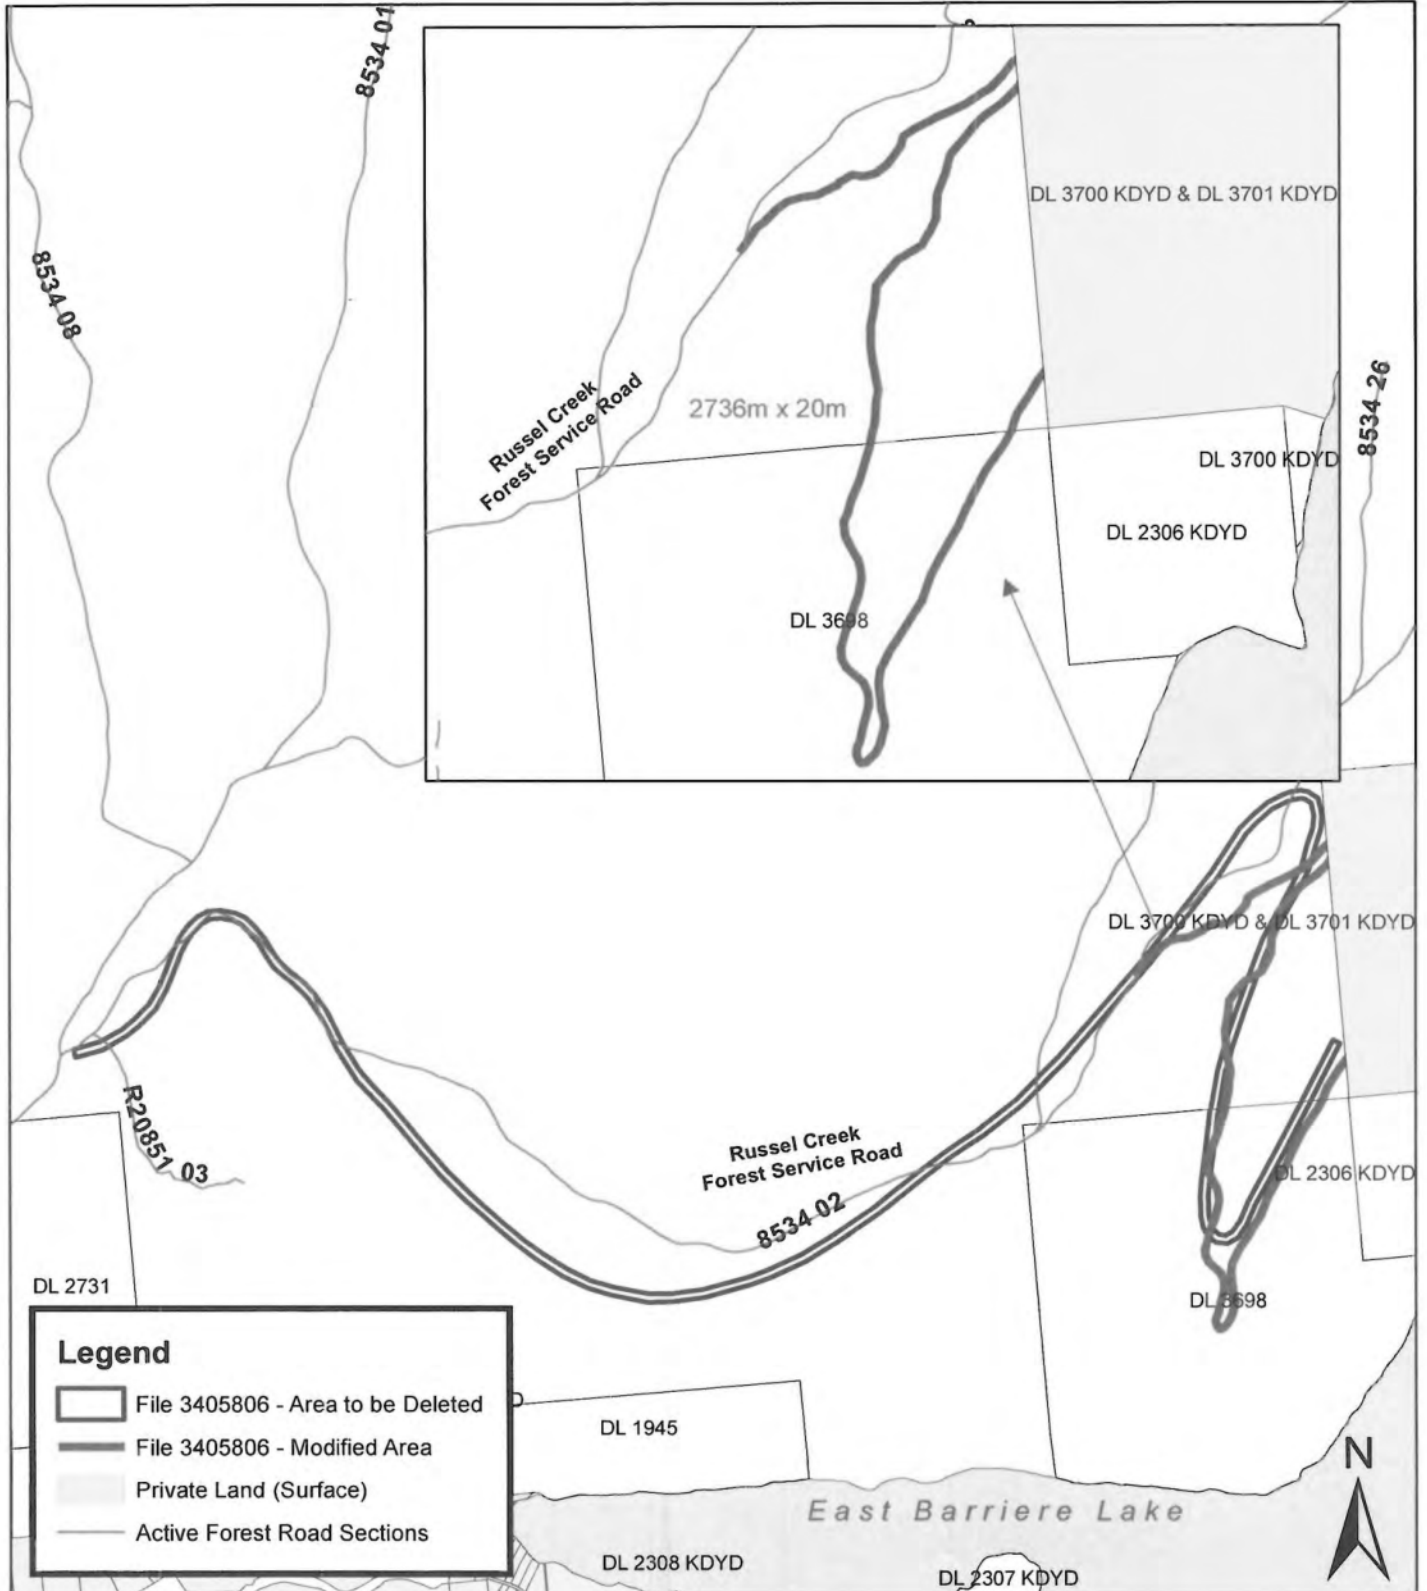 8534 01
8534 08
DL 3700 KDYD & DL 3701 KDYD
8534 26
Russel Creek
Forest Service Road
2736m x 20m
DL 3700 KDYD
DL 2306 KDYD
DL 3698
DL 3700 KDYD & DL 3701 KDYD
R20851 03
Russel Creek
Forest Service Road
8534 02
DL 2306 KDYD
DL 2731
DL 3698
Legend
File 3405806 - Area to be Deleted
File 3405806 - Modified Area
Private Land (Surface)
Active Forest Road Sections
DL 1945
N
East Barriere Lake
DL 2308 KDYD
DL 2307 KDYD